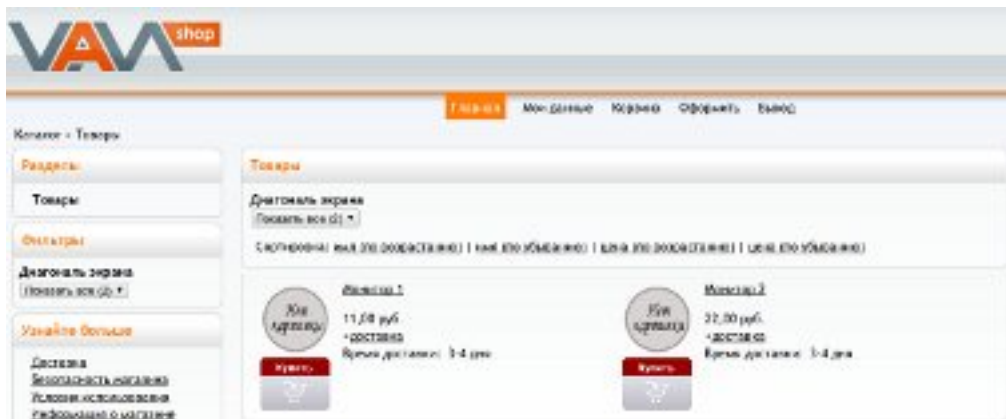 VAM shop
Главная Мои данные Корзина Оформить Выход
Каталог » Товары
Разделы
Товары
Фильтры
Диагональ экрана
Показать все (2)
Узнайте больше
Доставка
Безопасность магазина
Условия использования
Информация о магазине
Товары
Диагональ экрана
Показать все (2)
Сортировка: имя (по возрастанию) | имя (по убыванию) | цена (по возрастанию) | цена (по убыванию)
Монитор 1
Нет картинки
11,00 руб.
+доставка
Время доставки: 3-4 дня
Купить
Монитор 2
Нет картинки
22,00 руб.
+доставка
Время доставки: 3-4 дня
Купить